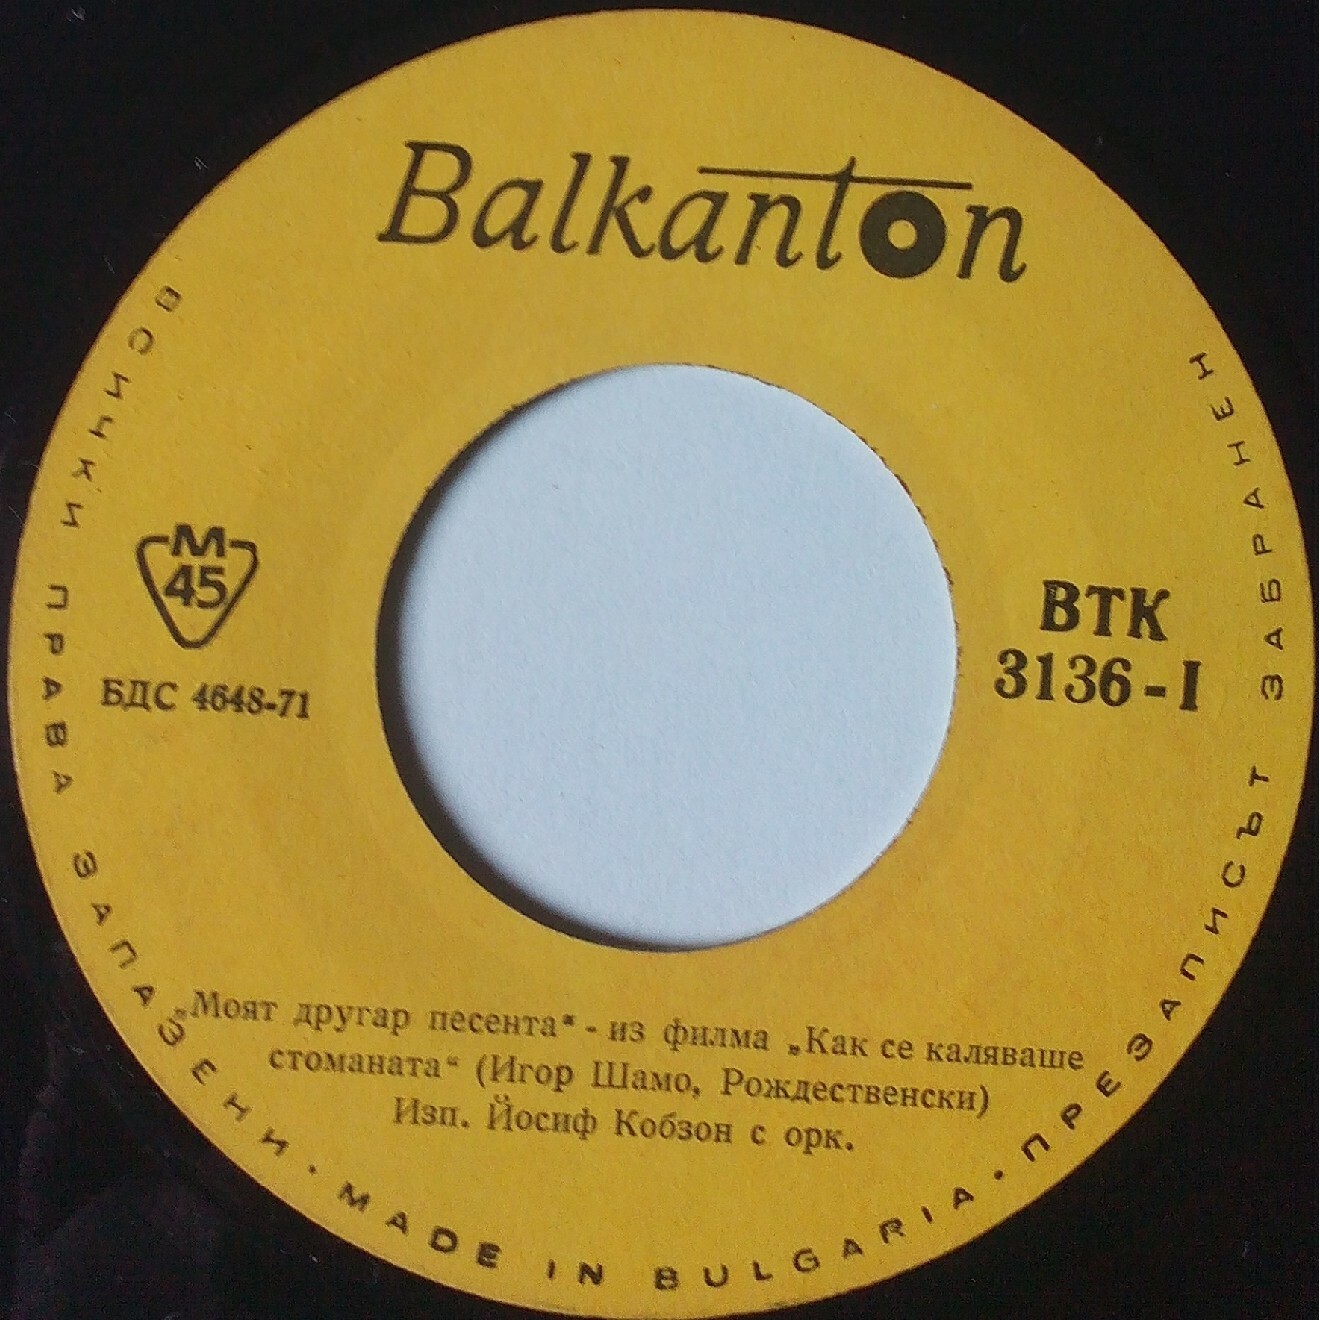 Balkanton
М
45
БДС 4648-71
ВТК
3136-I
„Моят другар песента“ - из филма „Как се каляваше
стоманата“ (Игор Шамо, Рождественски)
Изп. Йосиф Кобзон с орк.
ВСИЧКИ ПРАВА ЗАПАЗЕНИ · MADE IN BULGARIA · ПРЕЗАПИСЪТ ЗАБРАНЕН